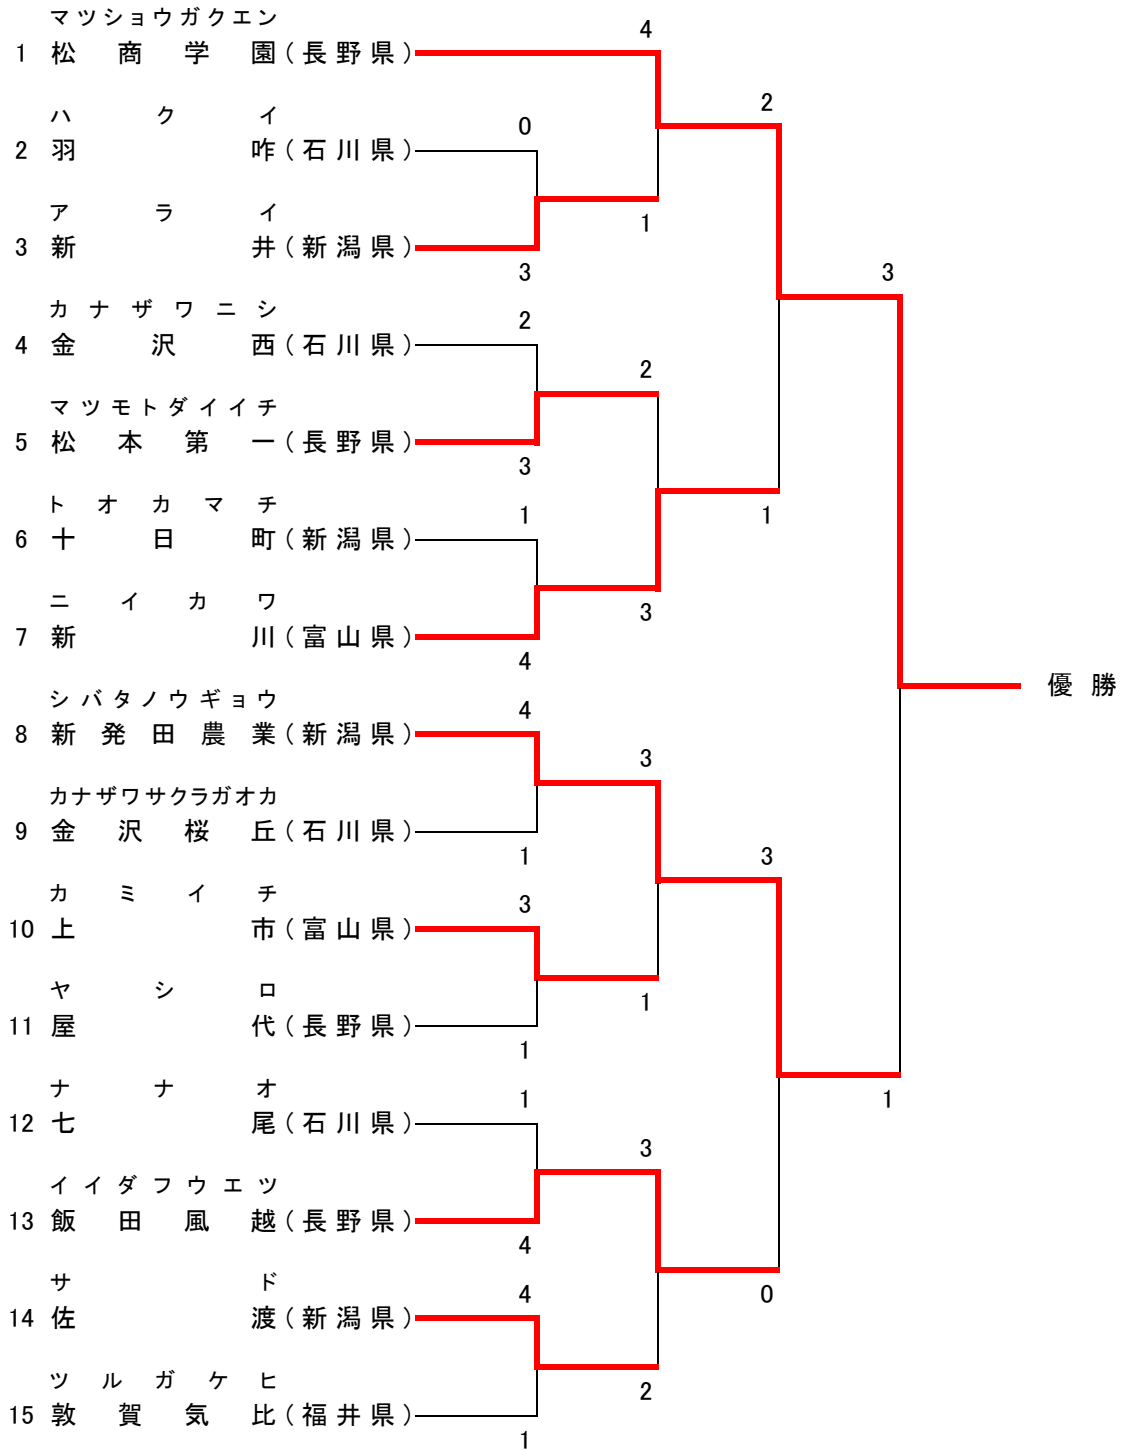 マツショウガクエン
1 松商学園(長野県)
4
2
ハクイ
0
2 羽咋(石川県)
アライ
1
3 新井(新潟県)
3
3
カナザワニシ
2
4 金沢西(石川県)
2
マツモトダイイチ
5 松本第一(長野県)
3
トオカマチ
1
1
6 十日町(新潟県)
ニイカワ
3
7 新川(富山県)
4
優勝
シバタノウギョウ
4
8 新発田農業(新潟県)
3
カナザワサクラガオカ
9 金沢桜丘(石川県)
1
3
カミイチ
3
10 上市(富山県)
ヤシロ
1
11 屋代(長野県)
1
ナナオ
1
1
12 七尾(石川県)
3
イイダフウエツ
13 飯田風越(長野県)
4
サド
4
0
14 佐渡(新潟県)
ツルガケヒ
2
15 敦賀気比(福井県)
1